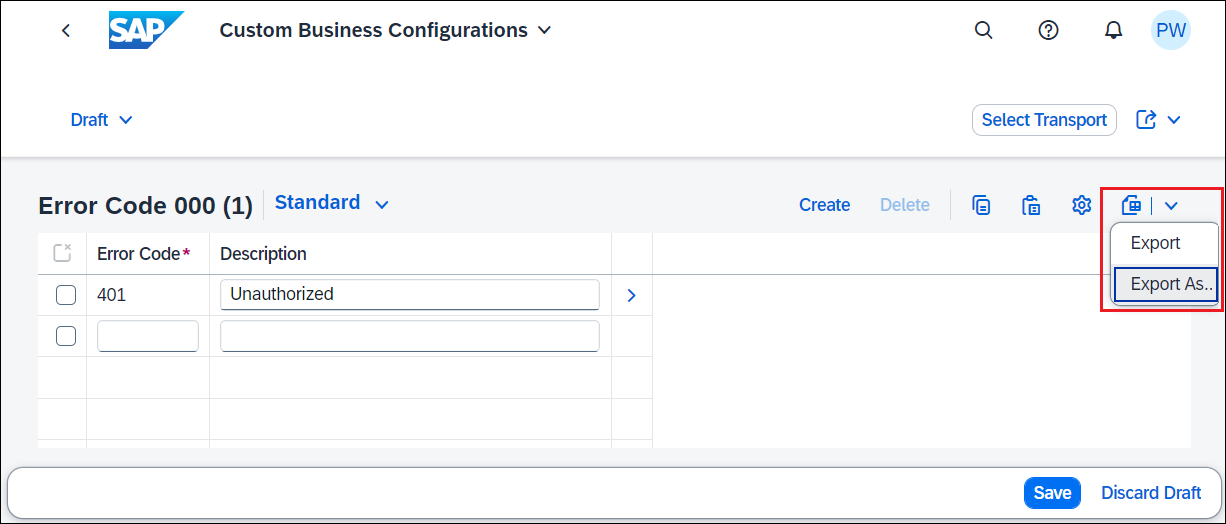 SAP Custom Business Configurations PW
Draft Select Transport
Error Code 000 (1) Standard Create Delete
Export
Export As..
Error Code* Description
401 Unauthorized
Save Discard Draft